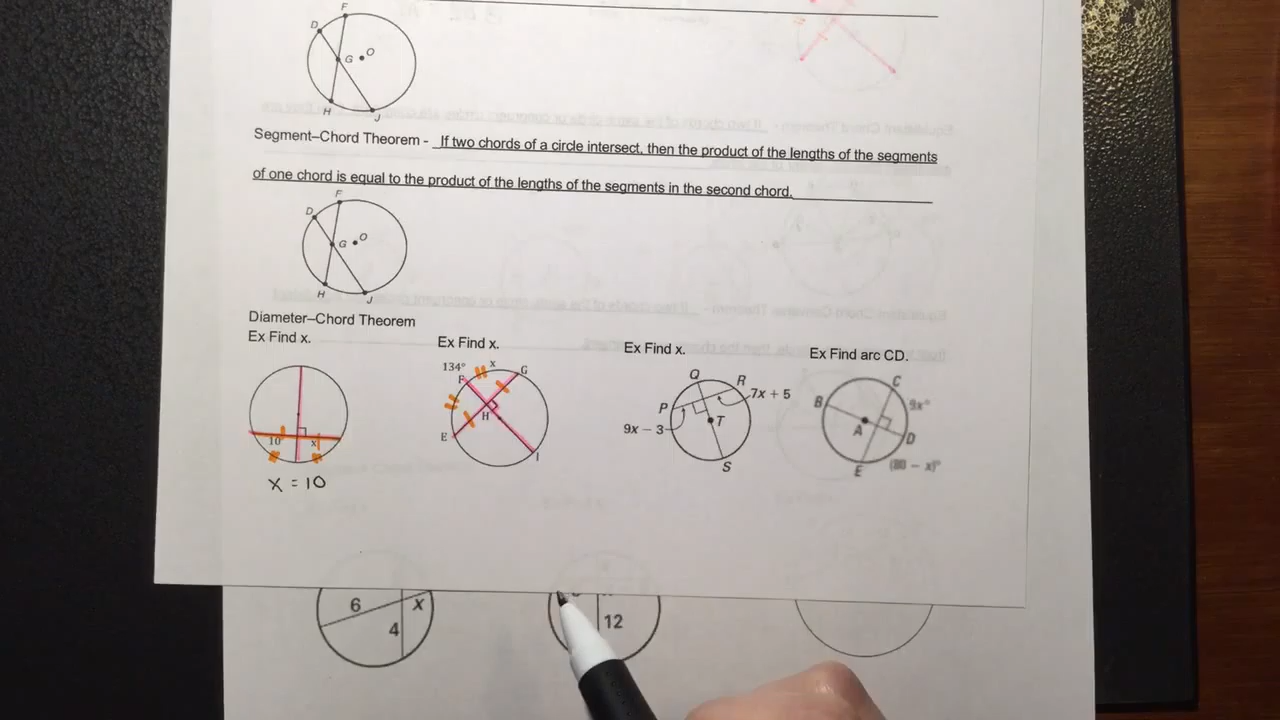 F
D
G
O
H
J
Segment–Chord Theorem - If two chords of a circle intersect, then the product of the lengths of the segments
of one chord is equal to the product of the lengths of the segments in the second chord.
F
D
G
O
H
J
Diameter–Chord Theorem
Ex Find x.
Ex Find x.
Ex Find x.
Ex Find arc CD.
10
x
x = 10
134°
x
F
G
H
E
I
Q
R
7x + 5
P
T
9x − 3
S
C
B
9x°
A
D
E
(80 − x)°
6
x
4
12